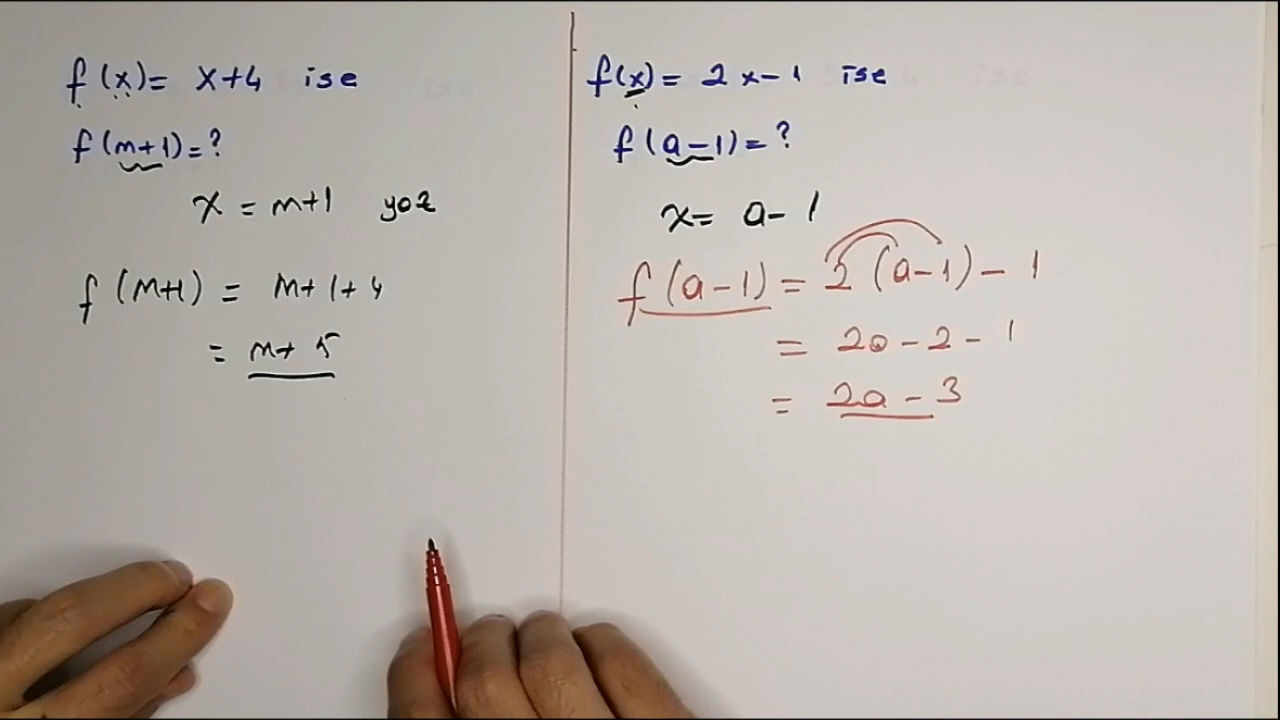 f(x) = x+4 ise
f(m+1)=?
x = m+1 yaz
f(m+1) = m+1+4
= m+5
f(x) = 2x-1 ise
f(a-1)=?
x= a-1
f(a-1) = 2(a-1)-1
= 2a-2-1
= 2a-3